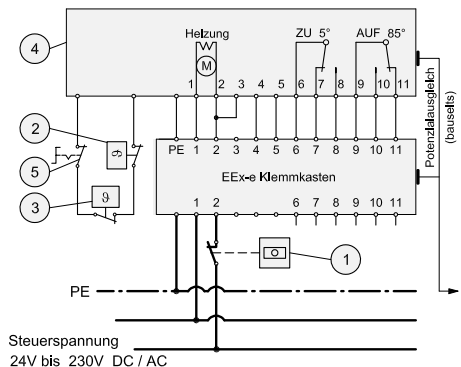 Heizung
ZU 5°
AUF 85°
4
M
1 2 3 4 5 6 7 8 9 10 11
2
ϑ
5
3
ϑ
PE 1 2 3 4 5 6 7 8 9 10 11
EEx-e Klemmkasten
PE 1 2 6 7 8 9 10 11
Potenzialausgleich
(bauseits)
1
PE
Steuerspannung
24V bis 230V DC / AC